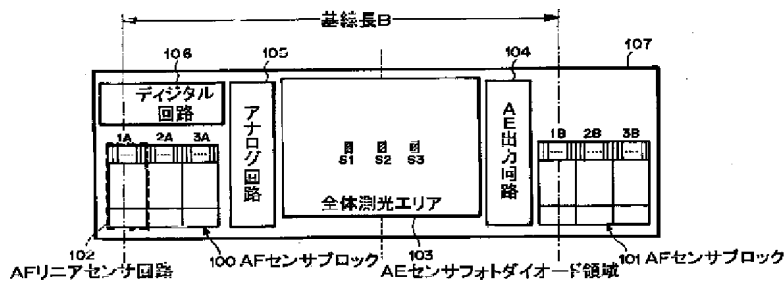 基線長B
106
105
104
107
ディジタル
回路
アナログ回路
AE出力回路
1A 2A 3A
1B 2B 3B
S1 S2 S3
全体測光エリア
102
103
AFリニアセンサ回路
100 AFセンサブロック
AEセンサフォトダイオード領域
101 AFセンサブロック